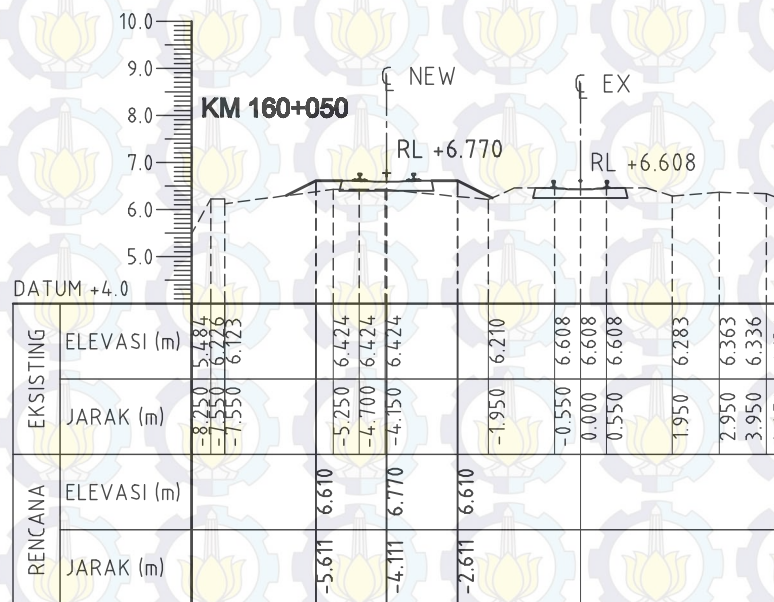 10.0
9.0
8.0
7.0
6.0
5.0
℄ NEW
℄ EX
KM 160+050
RL +6.770
RL +6.608
DATUM +4.0
EKSISTING
ELEVASI (m) 5.484 6.226 6.123 6.424 6.424 6.424 6.210 6.608 6.608 6.608 6.283 6.363 6.336
JARAK (m) -8.250 -7.550 -5.250 -4.700 -4.150 -1.950 -0.550 0.000 0.550 1.950 2.950 3.950
RENCANA
ELEVASI (m) 6.610 6.770 6.610
JARAK (m) -5.611 -4.111 -2.611